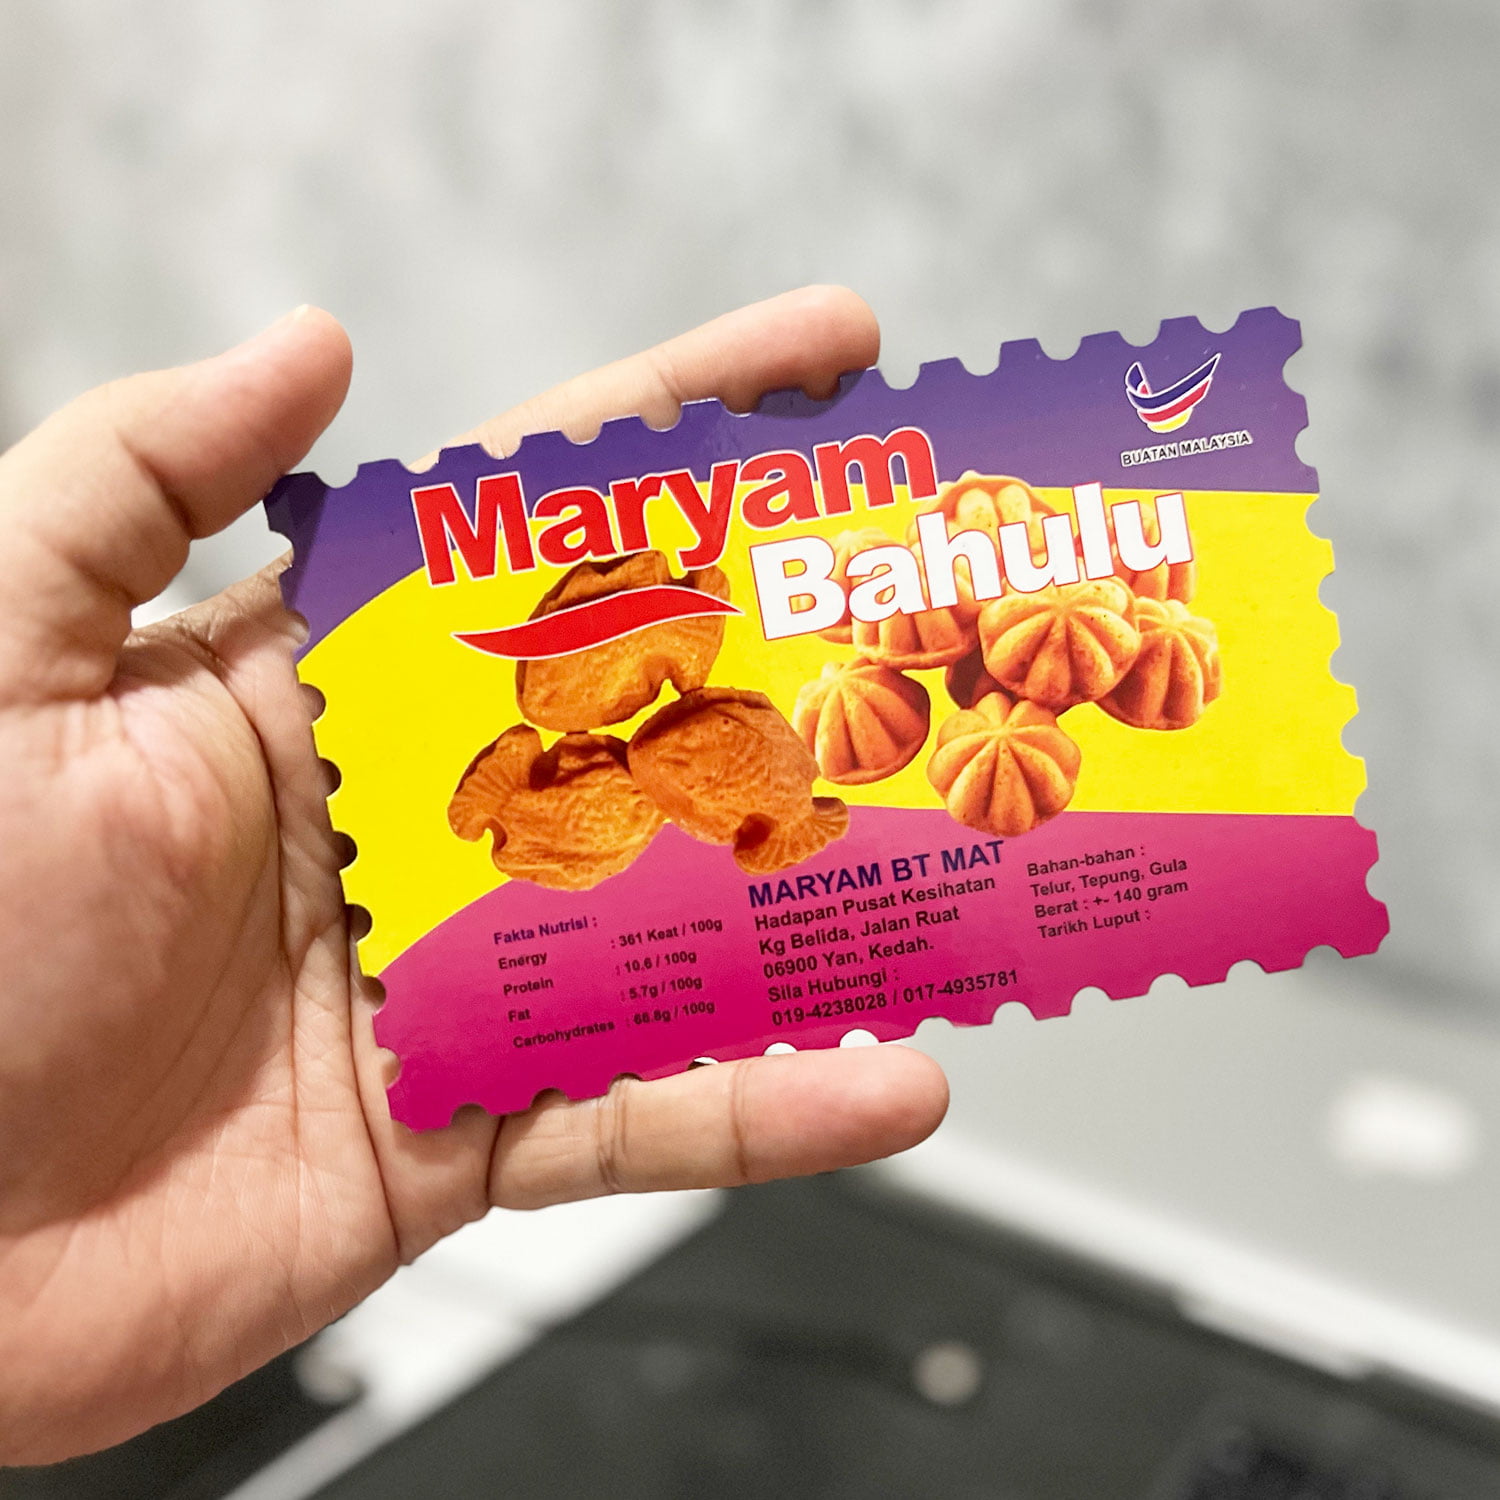 Maryam
Bahulu
BUATAN MALAYSIA
Fakta Nutrisi :
Energy : 361 Keat / 100g
Protein : 10,6 / 100g
Fat : 5.7g / 100g
Carbohydrates : 66.8g / 100g
MARYAM BT MAT
Hadapan Pusat Kesihatan
Kg Belida, Jalan Ruat
06900 Yan, Kedah.
Sila Hubungi :
019-4238028 / 017-4935781
Bahan-bahan :
Telur, Tepung, Gula
Berat : +- 140 gram
Tarikh Luput :